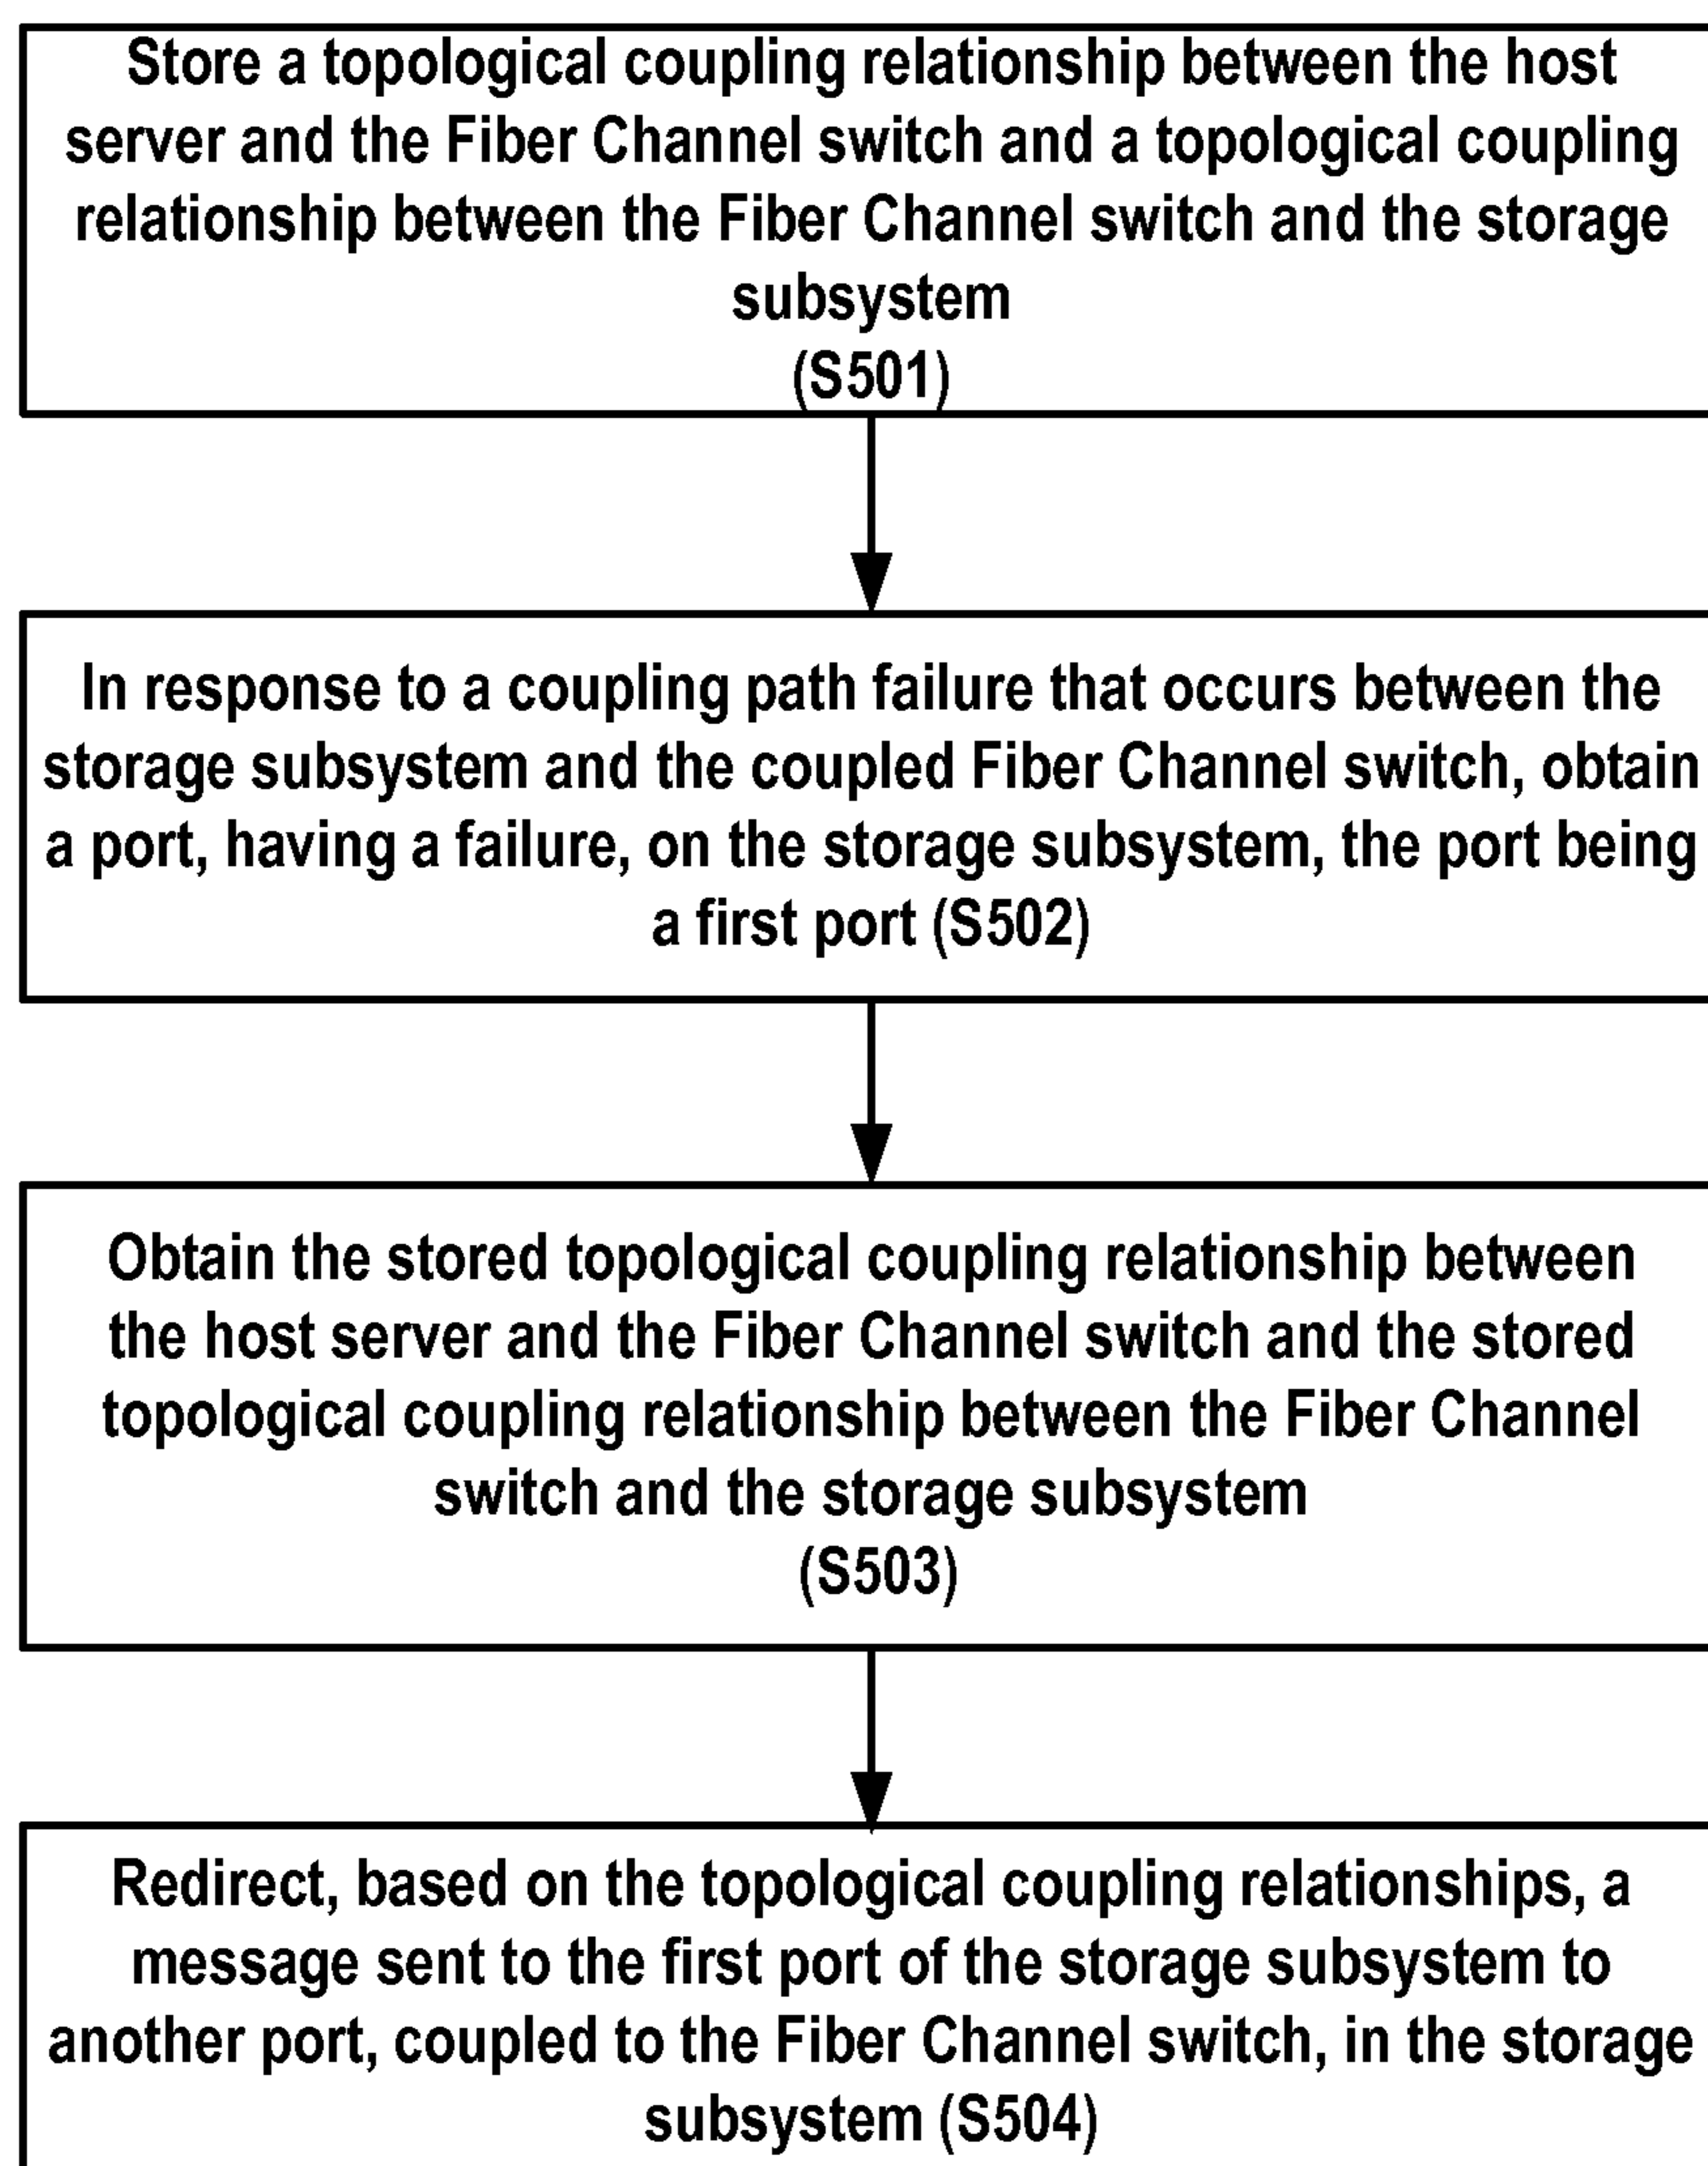 Store a topological coupling relationship between the host
server and the Fiber Channel switch and a topological coupling
relationship between the Fiber Channel switch and the storage
subsystem
(S501)
In response to a coupling path failure that occurs between the
storage subsystem and the coupled Fiber Channel switch, obtain
a port, having a failure, on the storage subsystem, the port being
a first port (S502)
Obtain the stored topological coupling relationship between
the host server and the Fiber Channel switch and the stored
topological coupling relationship between the Fiber Channel
switch and the storage subsystem
(S503)
Redirect, based on the topological coupling relationships, a
message sent to the first port of the storage subsystem to
another port, coupled to the Fiber Channel switch, in the storage
subsystem (S504)